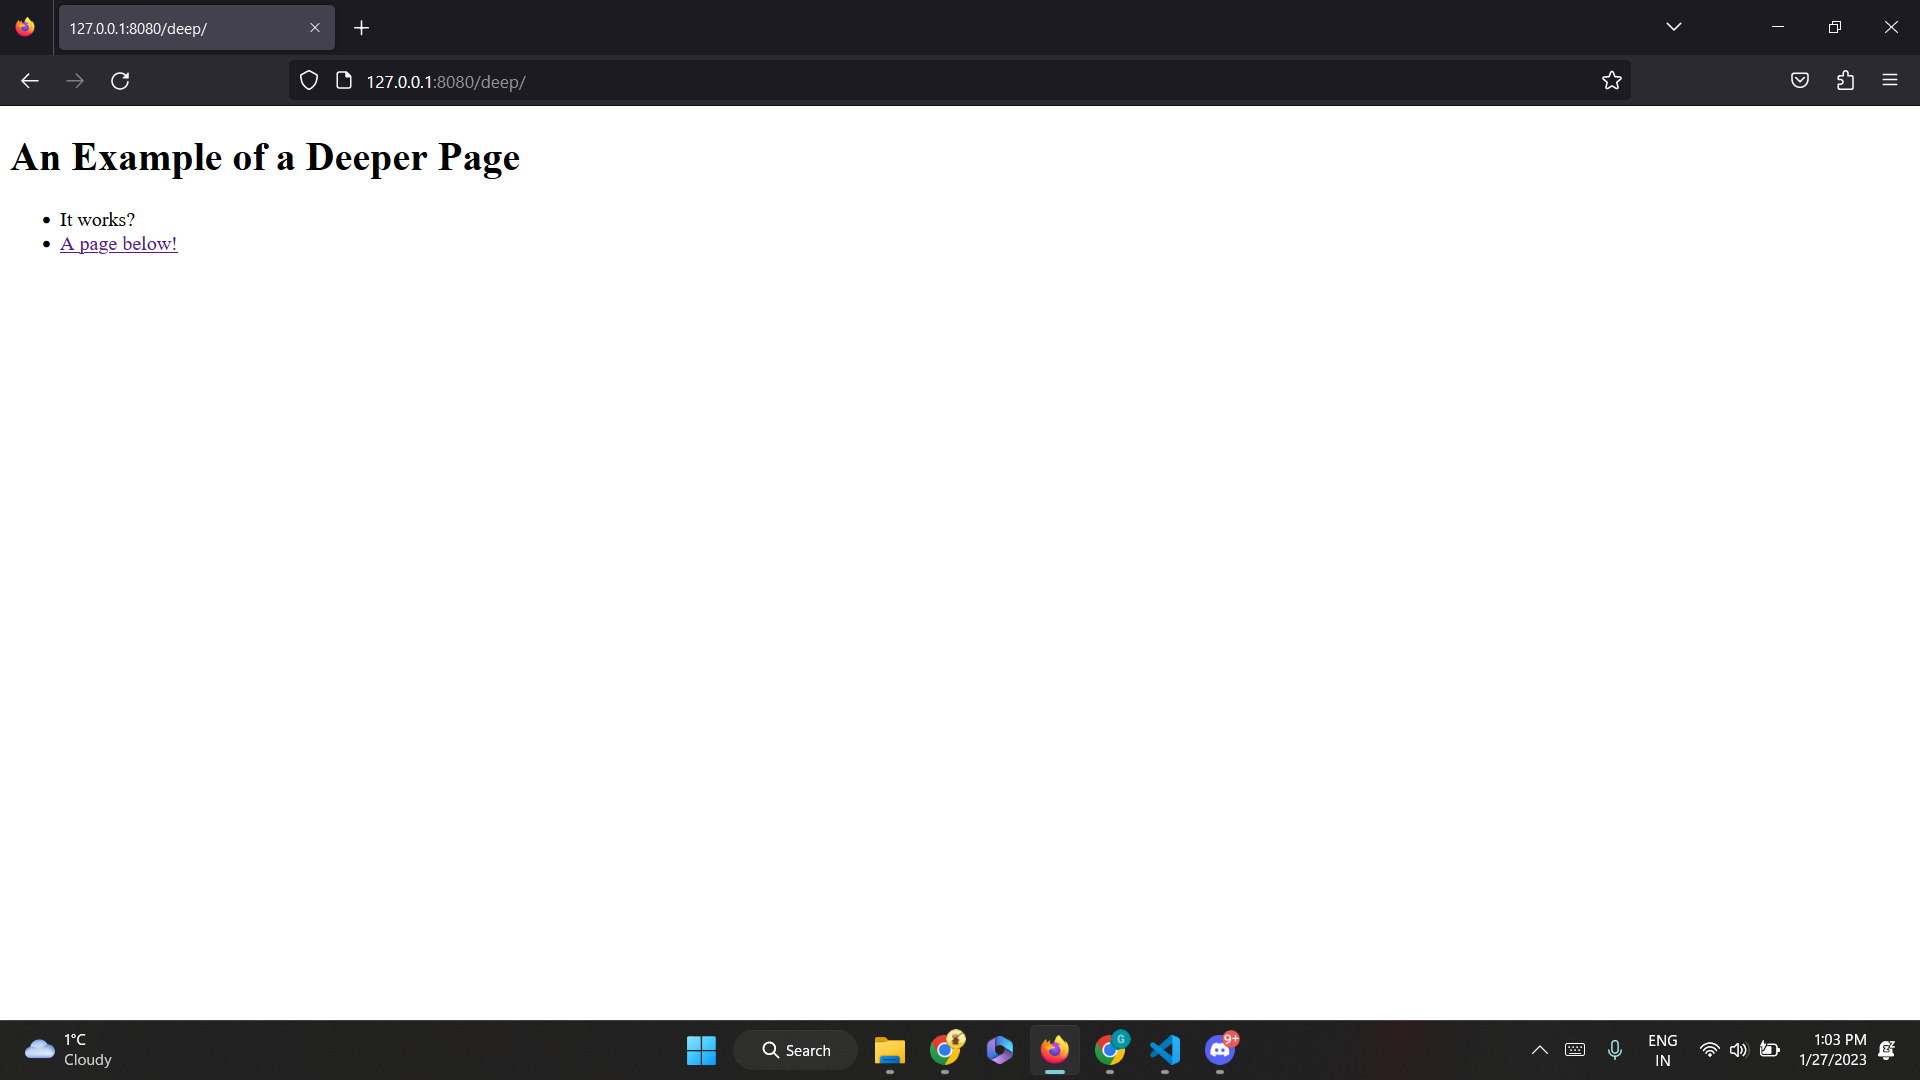 127.0.0.1:8080/deep/
127.0.0.1:8080/deep/
An Example of a Deeper Page
It works?
A page below!
1°C
Cloudy
Search
G
9+
ENG
IN
1:03 PM
1/27/2023